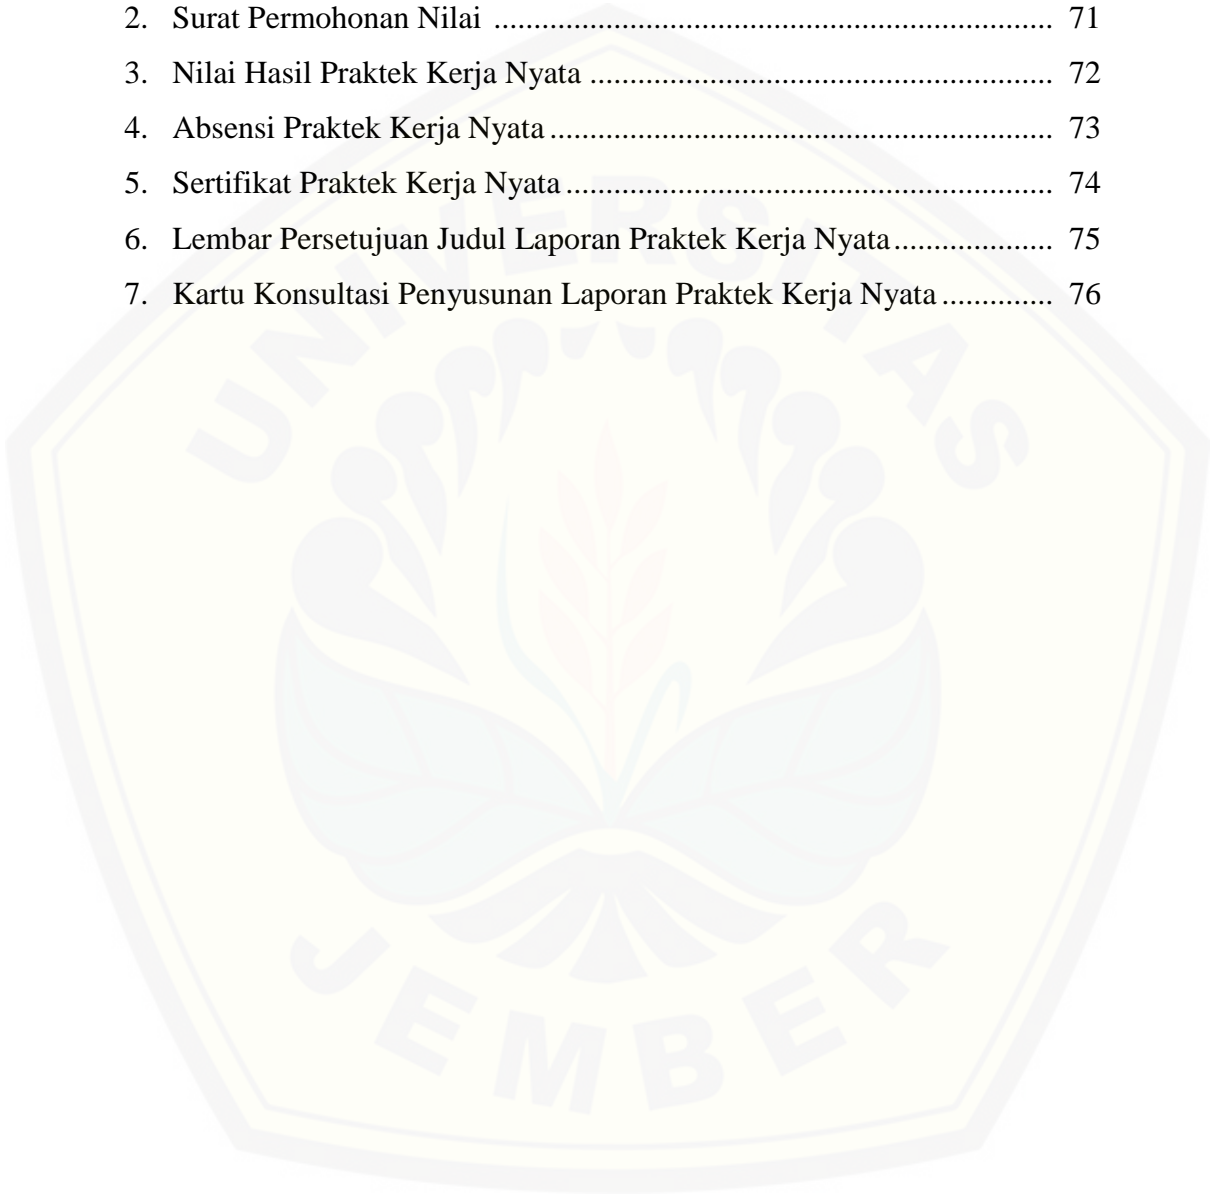 2. Surat Permohonan Nilai ...................................................................... 71
3. Nilai Hasil Praktek Kerja Nyata .......................................................... 72
4. Absensi Praktek Kerja Nyata ............................................................... 73
5. Sertifikat Praktek Kerja Nyata ............................................................. 74
6. Lembar Persetujuan Judul Laporan Praktek Kerja Nyata .................... 75
7. Kartu Konsultasi Penyusunan Laporan Praktek Kerja Nyata .............. 76
UNIVERSITAS
JEMBER